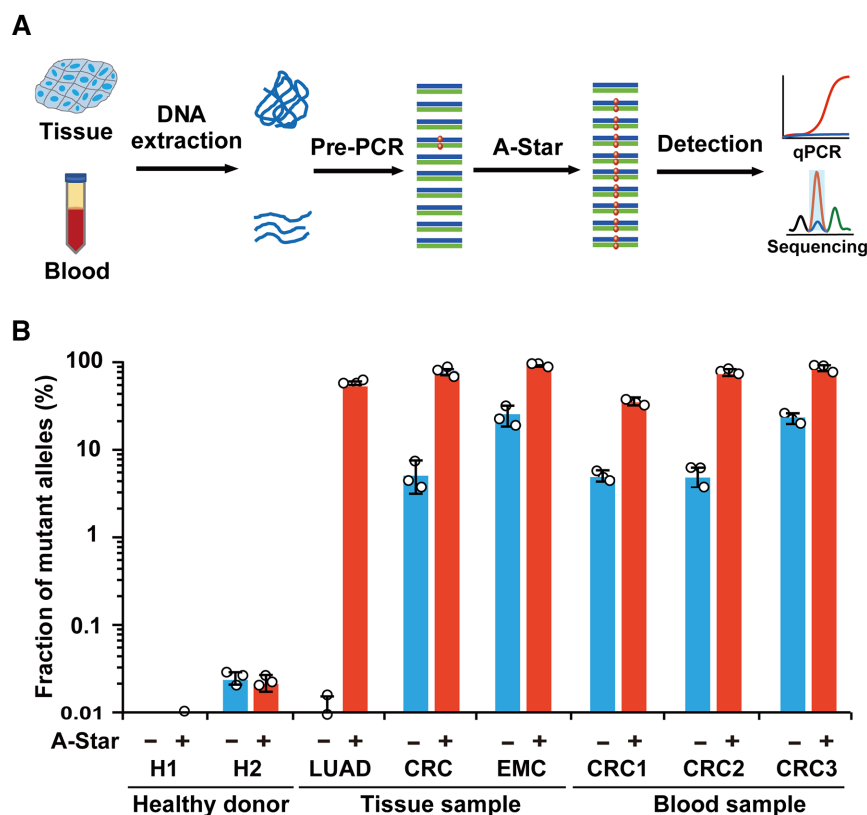 A
Tissue
Blood
DNA
extraction
Pre-PCR
A-Star
Detection
qPCR
Sequencing
B
Fraction of mutant alleles (%)
100
10
1
0.1
0.01
A-Star − + − + − + − + − + − + − + − +
H1 H2 LUAD CRC EMC CRC1 CRC2 CRC3
Healthy donor Tissue sample Blood sample